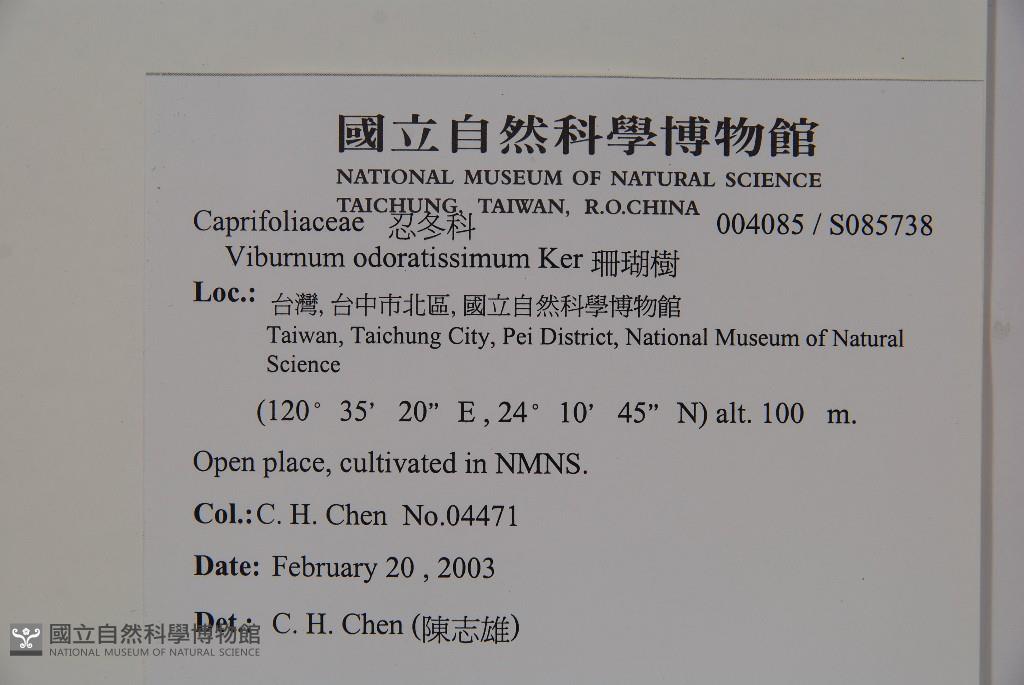 國立自然科學博物館
NATIONAL MUSEUM OF NATURAL SCIENCE
TAICHUNG, TAIWAN, R.O.CHINA
Caprifoliaceae 忍冬科 004085 / S085738
Viburnum odoratissimum Ker 珊瑚樹
Loc.: 台灣, 台中市北區, 國立自然科學博物館
Taiwan, Taichung City, Pei District, National Museum of Natural
Science
(120° 35’ 20” E , 24° 10’ 45” N) alt. 100 m.
Open place, cultivated in NMNS.
Col.: C. H. Chen No.04471
Date: February 20 , 2003
Det.: C. H. Chen (陳志雄)
國立自然科學博物館
NATIONAL MUSEUM OF NATURAL SCIENCE